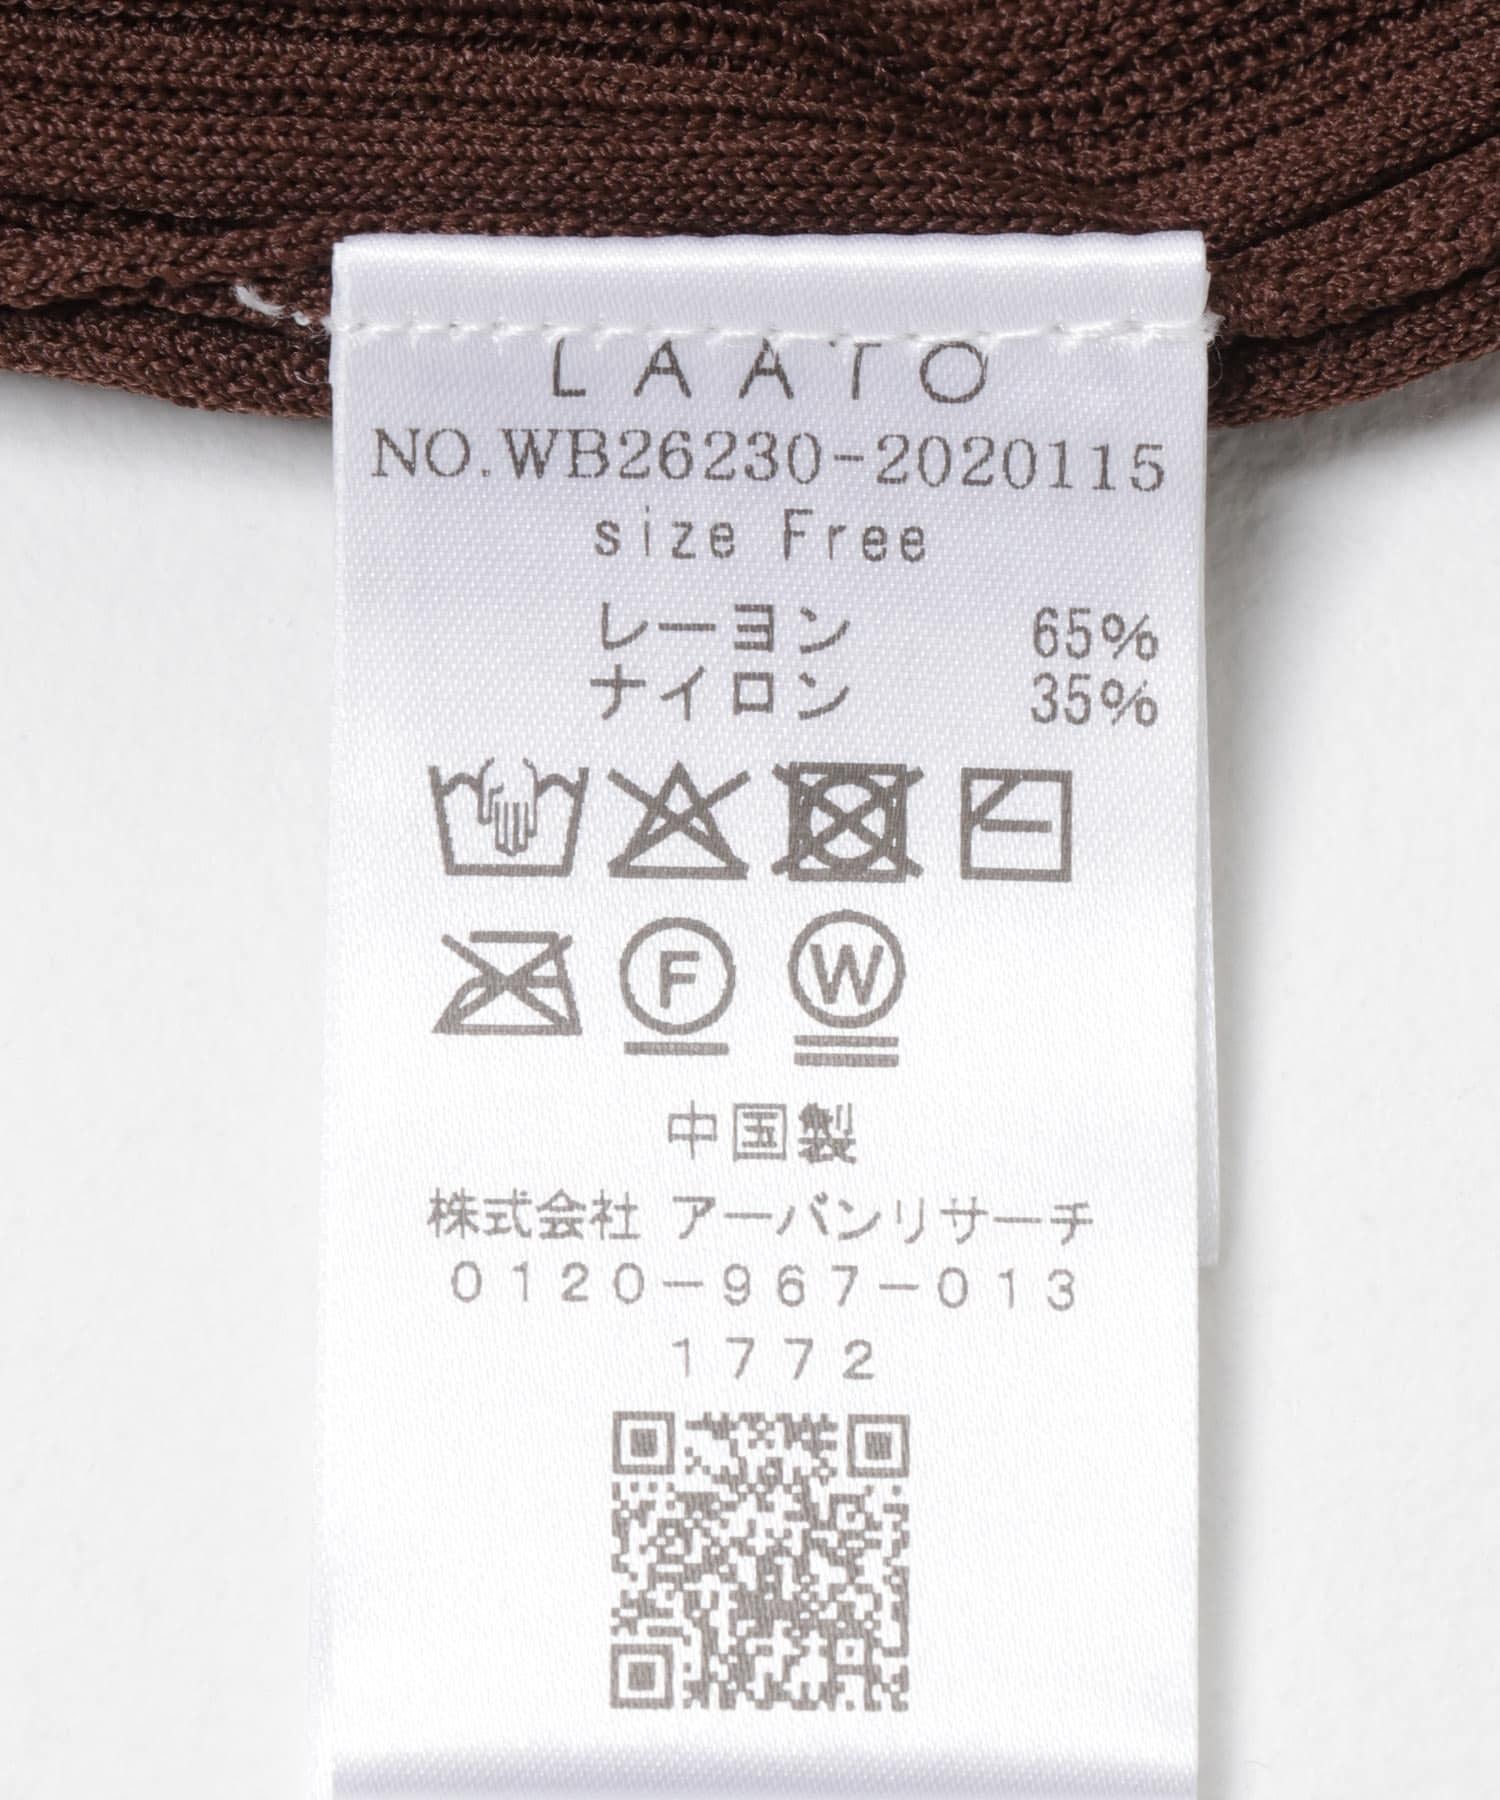 LAATO
NO.WB26230-2020115
size Free
レーヨン 65%
ナイロン 35%
F W
中国製
株式会社 アーバンリサーチ
0120-967-013
1772